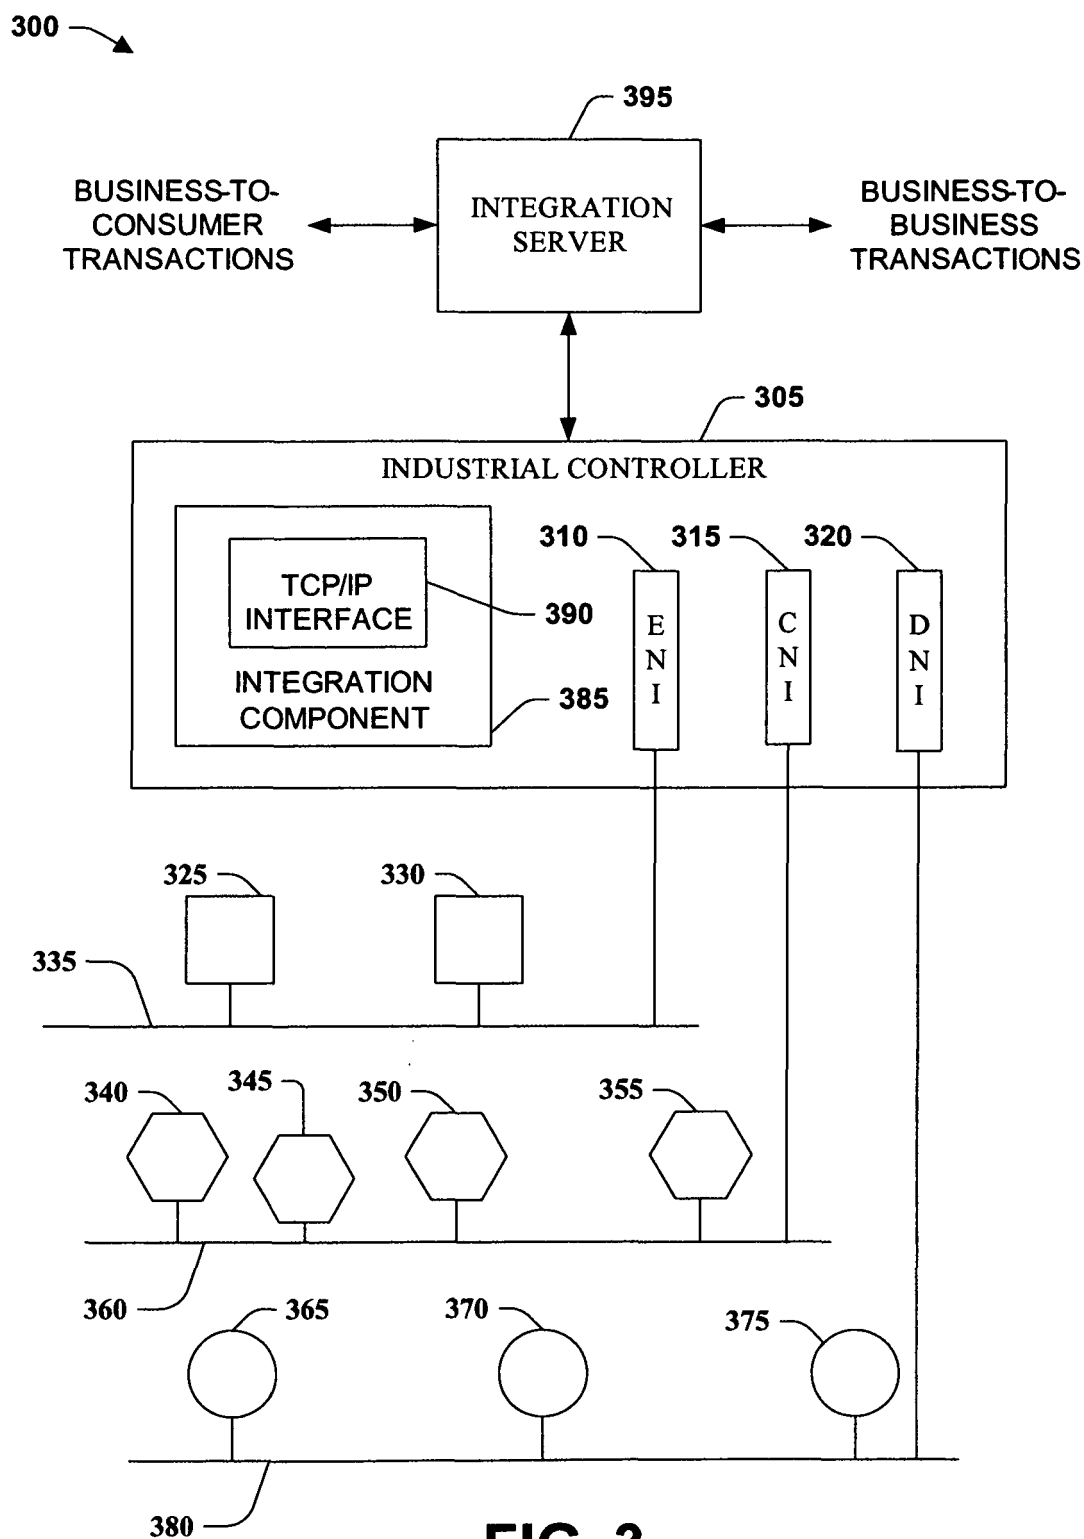 300
395
BUSINESS-TO-
CONSUMER
TRANSACTIONS
INTEGRATION
SERVER
BUSINESS-TO-
BUSINESS
TRANSACTIONS
305
INDUSTRIAL CONTROLLER
310
315
320
TCP/IP
INTERFACE
390
INTEGRATION
COMPONENT
385
E
N
I
C
N
I
D
N
I
325
330
335
340
345
350
355
360
365
370
375
380